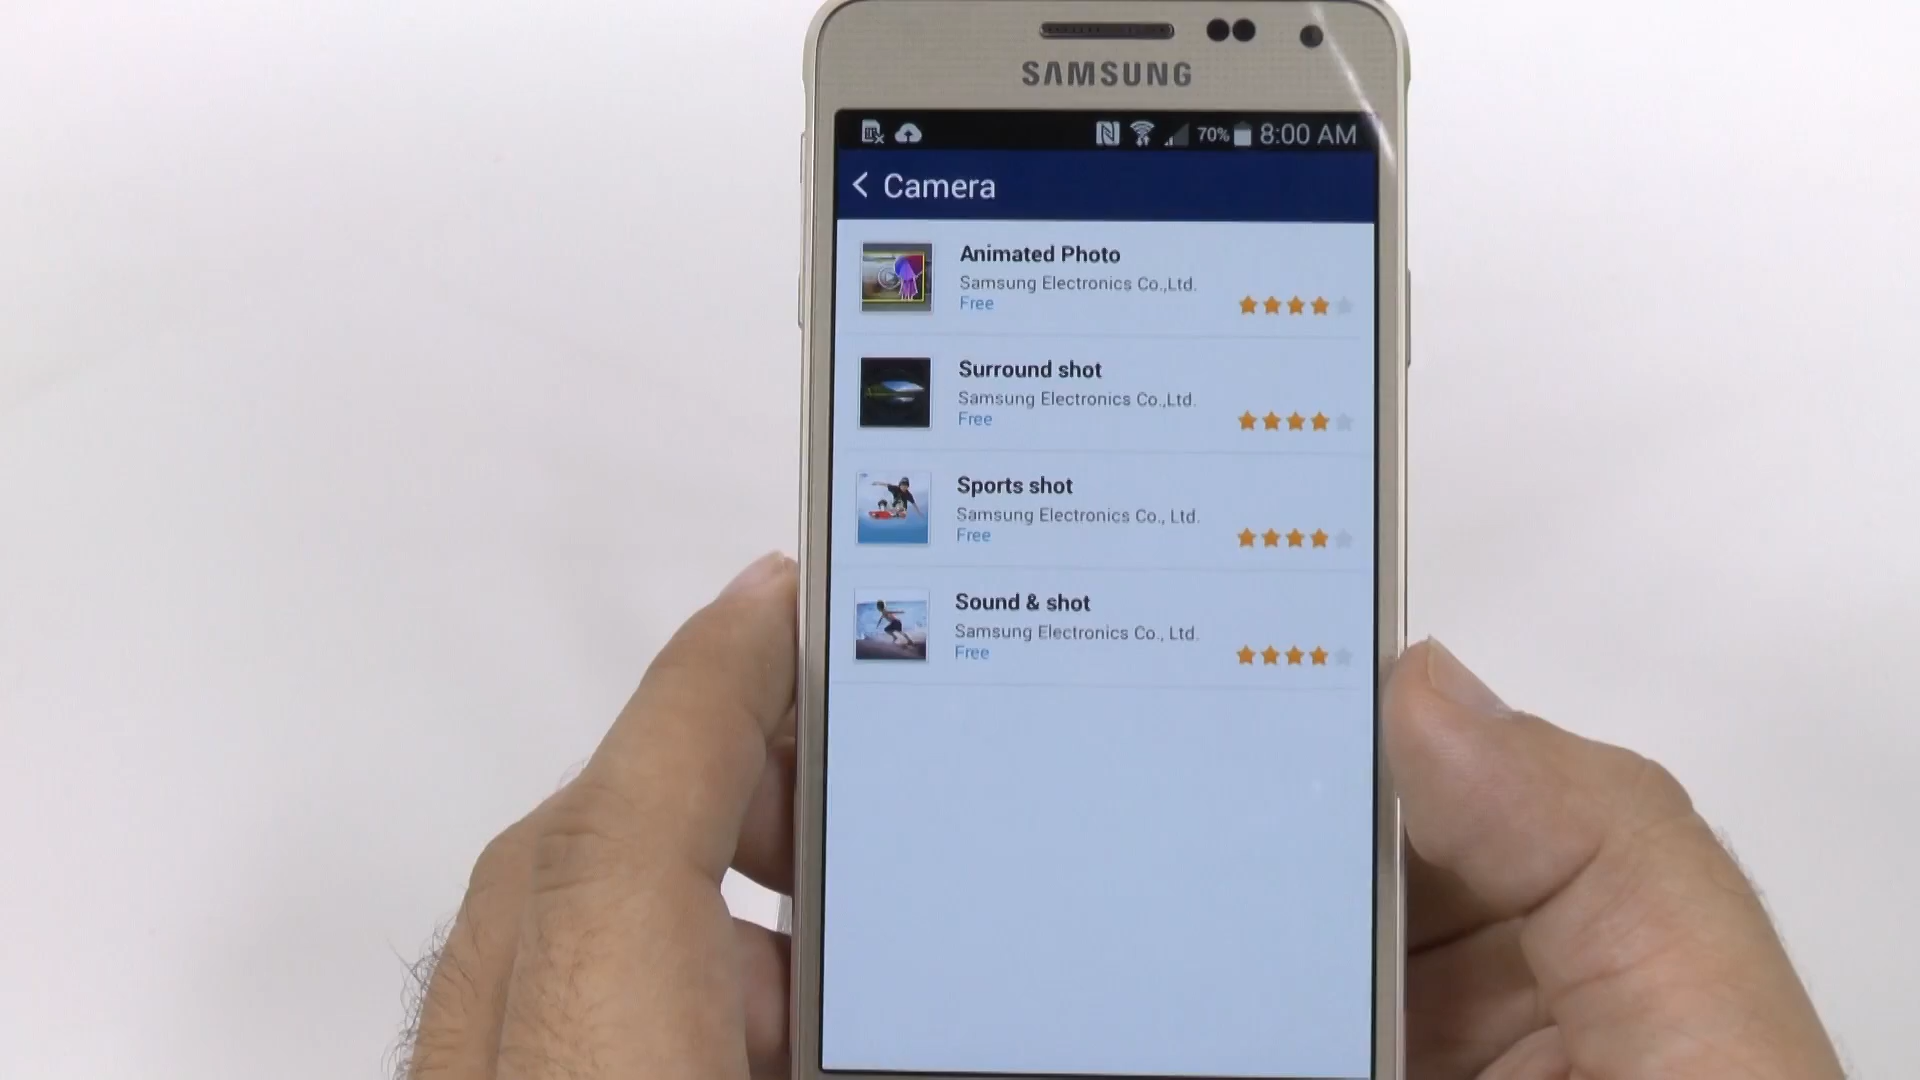 SAMSUNG
70% 8:00 AM
Camera
Animated Photo
Samsung Electronics Co.,Ltd.
Free
Surround shot
Samsung Electronics Co.,Ltd.
Free
Sports shot
Samsung Electronics Co., Ltd.
Free
Sound & shot
Samsung Electronics Co., Ltd.
Free